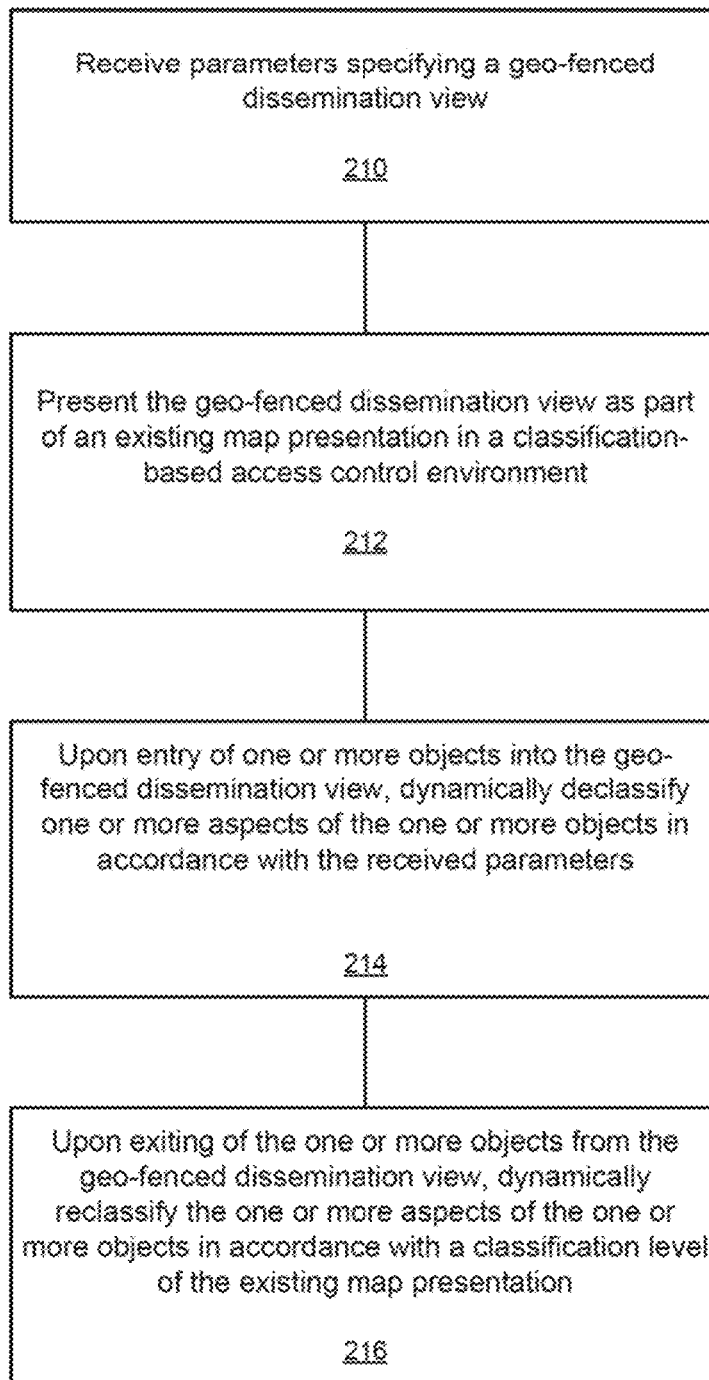 Receive parameters specifying a geo-fenced
dissemination view
210
Present the geo-fenced dissemination view as part
of an existing map presentation in a classification-
based access control environment
212
Upon entry of one or more objects into the geo-
fenced dissemination view, dynamically declassify
one or more aspects of the one or more objects in
accordance with the received parameters
214
Upon exiting of the one or more objects from the
geo-fenced dissemination view, dynamically
reclassify the one or more aspects of the one or
more objects in accordance with a classification level
of the existing map presentation
216